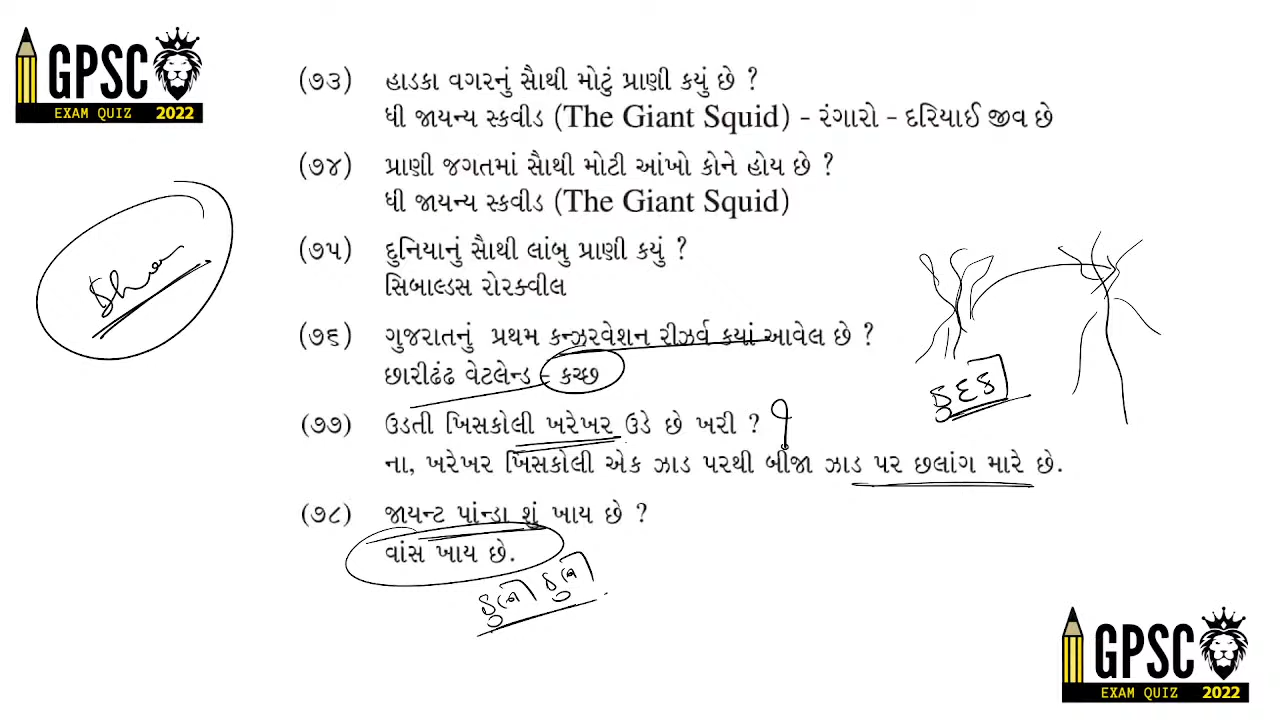 GPSC
EXAM QUIZ 2022
(૭૩) હાડકા વગરનું સૌાથી મોટું પ્રાણી કયું છે ?
ધી જાયન્ય સ્કવીડ (The Giant Squid) - રંગારો - દરિયાઈ જીવ છે
(૭૪) પ્રાણી જગતમાં સૌાથી મોટી આંખો કોને હોય છે ?
ધી જાયન્ય સ્કવીડ (The Giant Squid)
(૭૫) દુનિયાનું સૌાથી લાંબુ પ્રાણી કયું ?
સિબાલ્ડસ રોરક્વીલ
(૭૬) ગુજરાતનું પ્રથમ કન્ઝરવેશન રીઝર્વ કયાં આવેલ છે ?
છારીઢંઢ વેટલેન્ડ - કચ્છ
(૭૭) ઉડતી ખિસકોલી ખરેખર ઉડે છે ખરી ?
ના, ખરેખર ખિસકોલી એક ઝાડ પરથી બીજા ઝાડ પર છલાંગ મારે છે.
(૭૮) જાયન્ટ પાંન્ડા શું ખાય છે ?
વાંસ ખાય છે.
કુદક
GPSC
EXAM QUIZ 2022